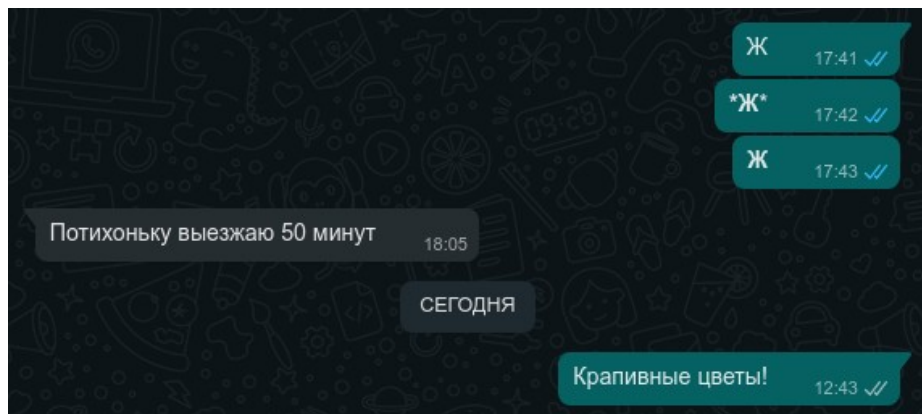 Ж
17:41
*Ж*
17:42
Ж
17:43
Потихоньку выезжаю 50 минут
18:05
СЕГОДНЯ
Крапивные цветы!
12:43